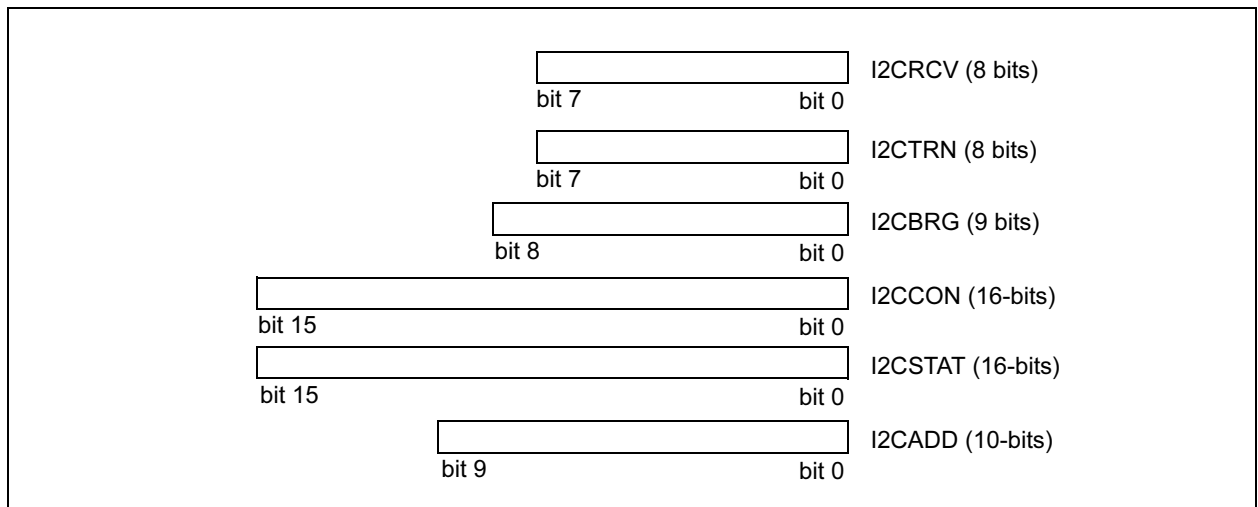 I2CRCV (8 bits)
bit 7 bit 0
I2CTRN (8 bits)
bit 7 bit 0
I2CBRG (9 bits)
bit 8 bit 0
I2CCON (16-bits)
bit 15 bit 0
I2CSTAT (16-bits)
bit 15 bit 0
I2CADD (10-bits)
bit 9 bit 0